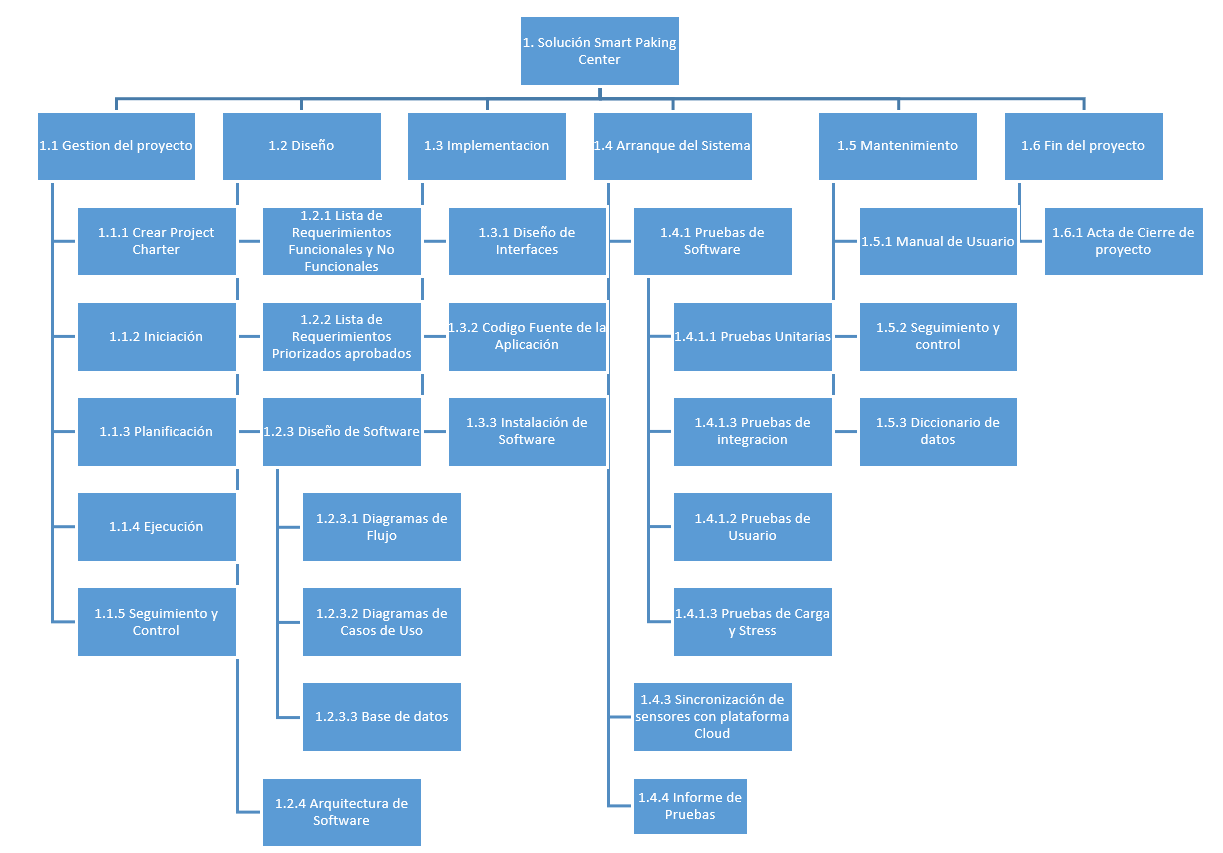 1. Solución Smart Paking
Center
1.1 Gestion del proyecto
1.2 Diseño
1.3 Implementacion
1.4 Arranque del Sistema
1.5 Mantenimiento
1.6 Fin del proyecto
1.1.1 Crear Project
Charter
1.1.2 Iniciación
1.1.3 Planificación
1.1.4 Ejecución
1.1.5 Seguimiento y
Control
1.2.1 Lista de
Requerimientos
Funcionales y No
Funcionales
1.2.2 Lista de
Requerimientos
Priorizados aprobados
1.2.3 Diseño de Software
1.2.3.1 Diagramas de
Flujo
1.2.3.2 Diagramas de
Casos de Uso
1.2.3.3 Base de datos
1.2.4 Arquitectura de
Software
1.3.1 Diseño de
Interfaces
1.3.2 Codigo Fuente de la
Aplicación
1.3.3 Instalación de
Software
1.4.1 Pruebas de
Software
1.4.1.1 Pruebas Unitarias
1.4.1.3 Pruebas de
integracion
1.4.1.2 Pruebas de
Usuario
1.4.1.3 Pruebas de Carga
y Stress
1.4.3 Sincronización de
sensores con plataforma
Cloud
1.4.4 Informe de
Pruebas
1.5.1 Manual de Usuario
1.5.2 Seguimiento y
control
1.5.3 Diccionario de
datos
1.6.1 Acta de Cierre de
proyecto